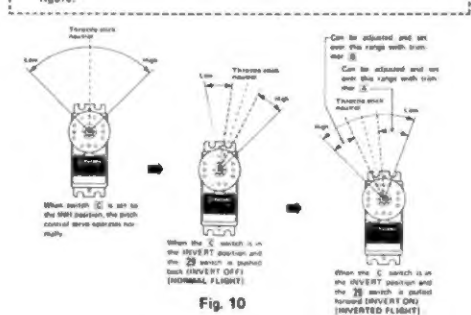 figure.
Throttle stick
neutral
Low
High
When switch C is set to
the INH position, the pitch
control servo operates nor-
mally.
Low
Throttle stick
neutral
High
When the C switch is in
the INVERT position and
the 29 switch is pushed
back (INVERT OFF)
[NORMAL FLIGHT]
Can be adjusted and set
over this range with trim-
mer B
Can be adjusted and set
over this range with trim-
mer A
Throttle stick
neutral
High
Low
When the C switch is in
the INVERT position and
the 29 switch is pulled
forward (INVERT ON)
[INVERTED FLIGHT]
Fig. 10